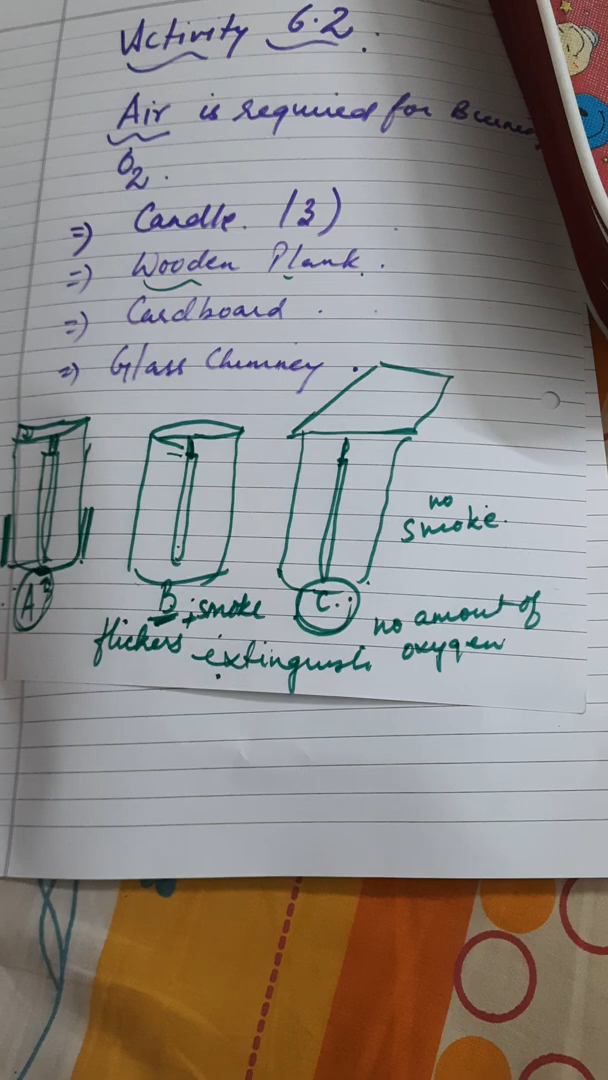 Activity 6.2.
Air is required for
O2.
⇒ Candle. (3)
⇒ Wooden Plank.
⇒ Cardboard.
⇒ Glass Chimney.
no
smoke.
A
B
C.
; smoke
flickers
extinguish
no amount of
oxygen